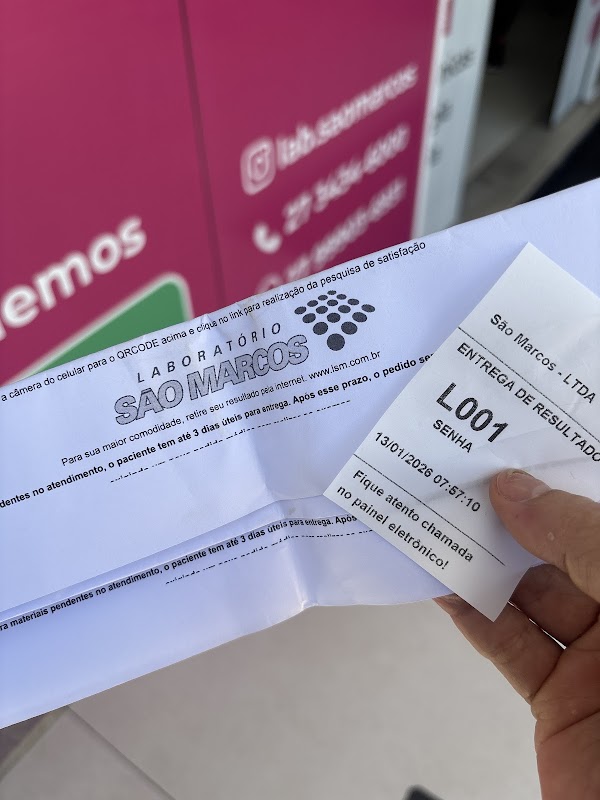 lab.saomarcos
27 3434 4000
emos
a câmera do celular para o QRCODE acima e clique no link para realização da pesquisa de satisfação
LABORATÓRIO
SÃO MARCOS
Para sua maior comodidade, retire seu resultado pela internet: www.lsm.com.br
dentes no atendimento, o paciente tem até 3 dias úteis para entrega. Após esse prazo, o pedido se
ra materiais pendentes no atendimento, o paciente tem até 3 dias úteis para entrega. Após
São Marcos - LTDA
ENTREGA DE RESULTADO
L001
SENHA
13/01/2026 07:57:10
Fique atento chamada
no painel eletrônico!